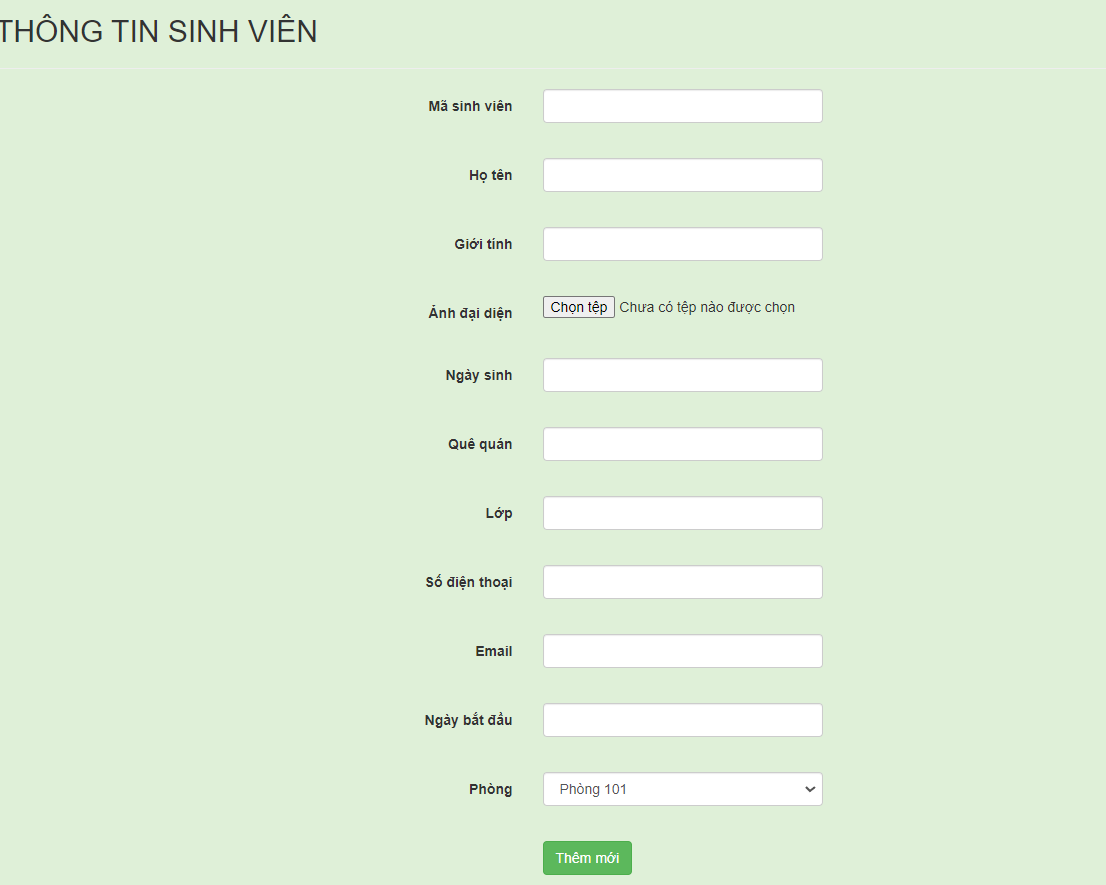 THÔNG TIN SINH VIÊN
Mã sinh viên
Họ tên
Giới tính
Ảnh đại diện Chọn tệp Chưa có tệp nào được chọn
Ngày sinh
Quê quán
Lớp
Số điện thoại
Email
Ngày bắt đầu
Phòng Phòng 101
Thêm mới